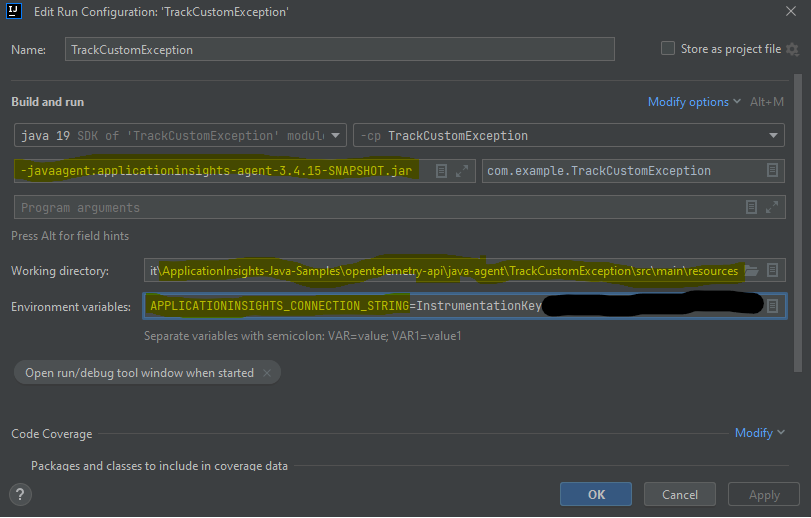 IJ Edit Run Configuration: 'TrackCustomException'
Name: TrackCustomException Store as project file
Build and run Modify options Alt+M
java 19 SDK of 'TrackCustomException' module -cp TrackCustomException
-javaagent:applicationinsights-agent-3.4.15-SNAPSHOT.jar com.example.TrackCustomException
Program arguments
Press Alt for field hints
Working directory: it\ApplicationInsights-Java-Samples\opentelemetry-api\java-agent\TrackCustomException\src\main\resources
Environment variables: APPLICATIONINSIGHTS_CONNECTION_STRING=InstrumentationKey
Separate variables with semicolon: VAR=value; VAR1=value1
Open run/debug tool window when started ×
Code Coverage Modify
Packages and classes to include in coverage data
? OK Cancel Apply